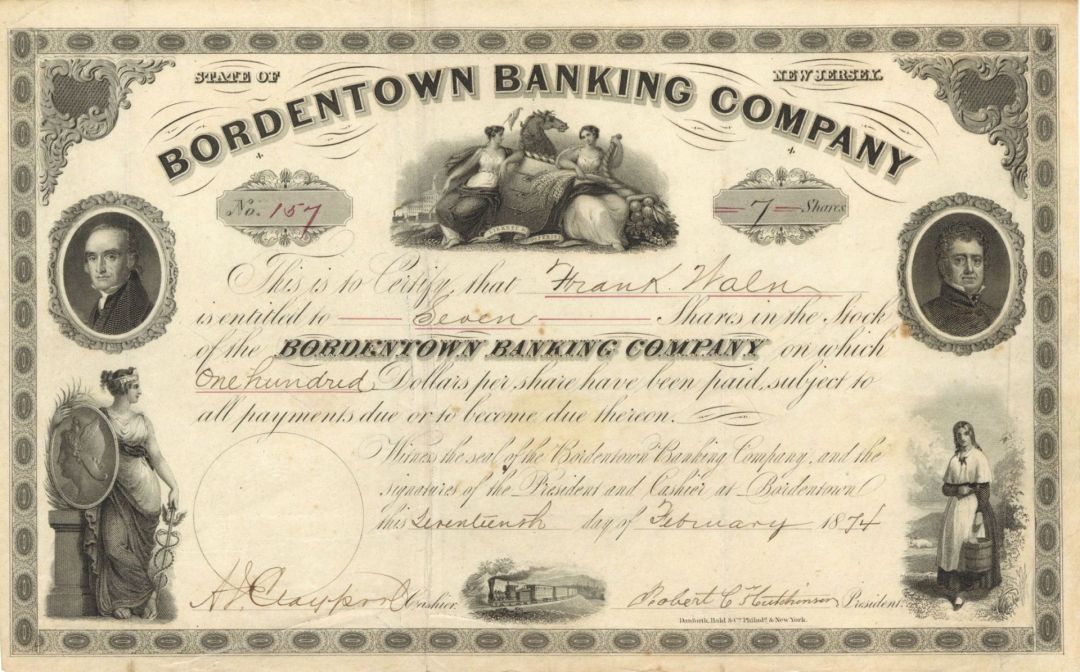 STATE OF NEW JERSEY.
BORDENTOWN BANKING COMPANY
No. 157
7 Shares
LIBERTY & PROSPERITY
This is to Certify, that Frank Waln
is entitled to Seven Shares in the Stock
of the BORDENTOWN BANKING COMPANY on which
One hundred Dollars per share have been paid, subject to
all payments due or to become due thereon.
Witness the seal of the Bordentown Banking Company, and the
signatures of the President and Cashier at Bordentown
this Seventeenth day of February 1874
Cashier. Robert C Hutchinson President.
Danforth, Bald & Co. Philada. & New York.